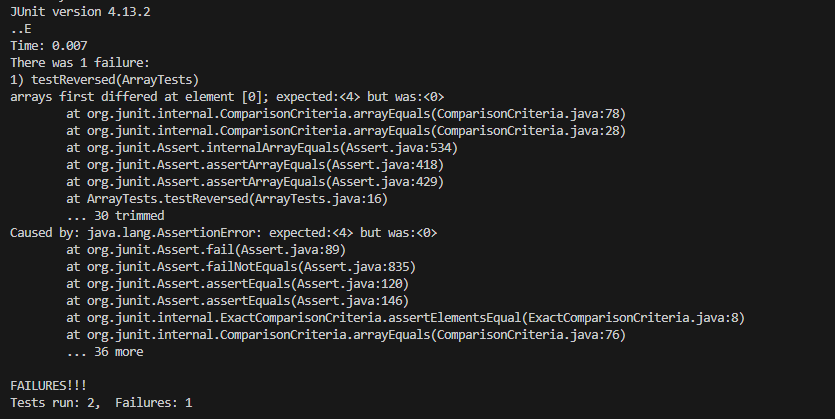 JUnit version 4.13.2
..E
Time: 0.007
There was 1 failure:
1) testReversed(ArrayTests)
arrays first differed at element [0]; expected:<4> but was:<0>
at org.junit.internal.ComparisonCriteria.arrayEquals(ComparisonCriteria.java:78)
at org.junit.internal.ComparisonCriteria.arrayEquals(ComparisonCriteria.java:28)
at org.junit.Assert.internalArrayEquals(Assert.java:534)
at org.junit.Assert.assertArrayEquals(Assert.java:418)
at org.junit.Assert.assertArrayEquals(Assert.java:429)
at ArrayTests.testReversed(ArrayTests.java:16)
... 30 trimmed
Caused by: java.lang.AssertionError: expected:<4> but was:<0>
at org.junit.Assert.fail(Assert.java:89)
at org.junit.Assert.failNotEquals(Assert.java:835)
at org.junit.Assert.assertEquals(Assert.java:120)
at org.junit.Assert.assertEquals(Assert.java:146)
at org.junit.internal.ExactComparisonCriteria.assertElementsEqual(ExactComparisonCriteria.java:8)
at org.junit.internal.ComparisonCriteria.arrayEquals(ComparisonCriteria.java:76)
... 36 more
FAILURES!!!
Tests run: 2,  Failures: 1